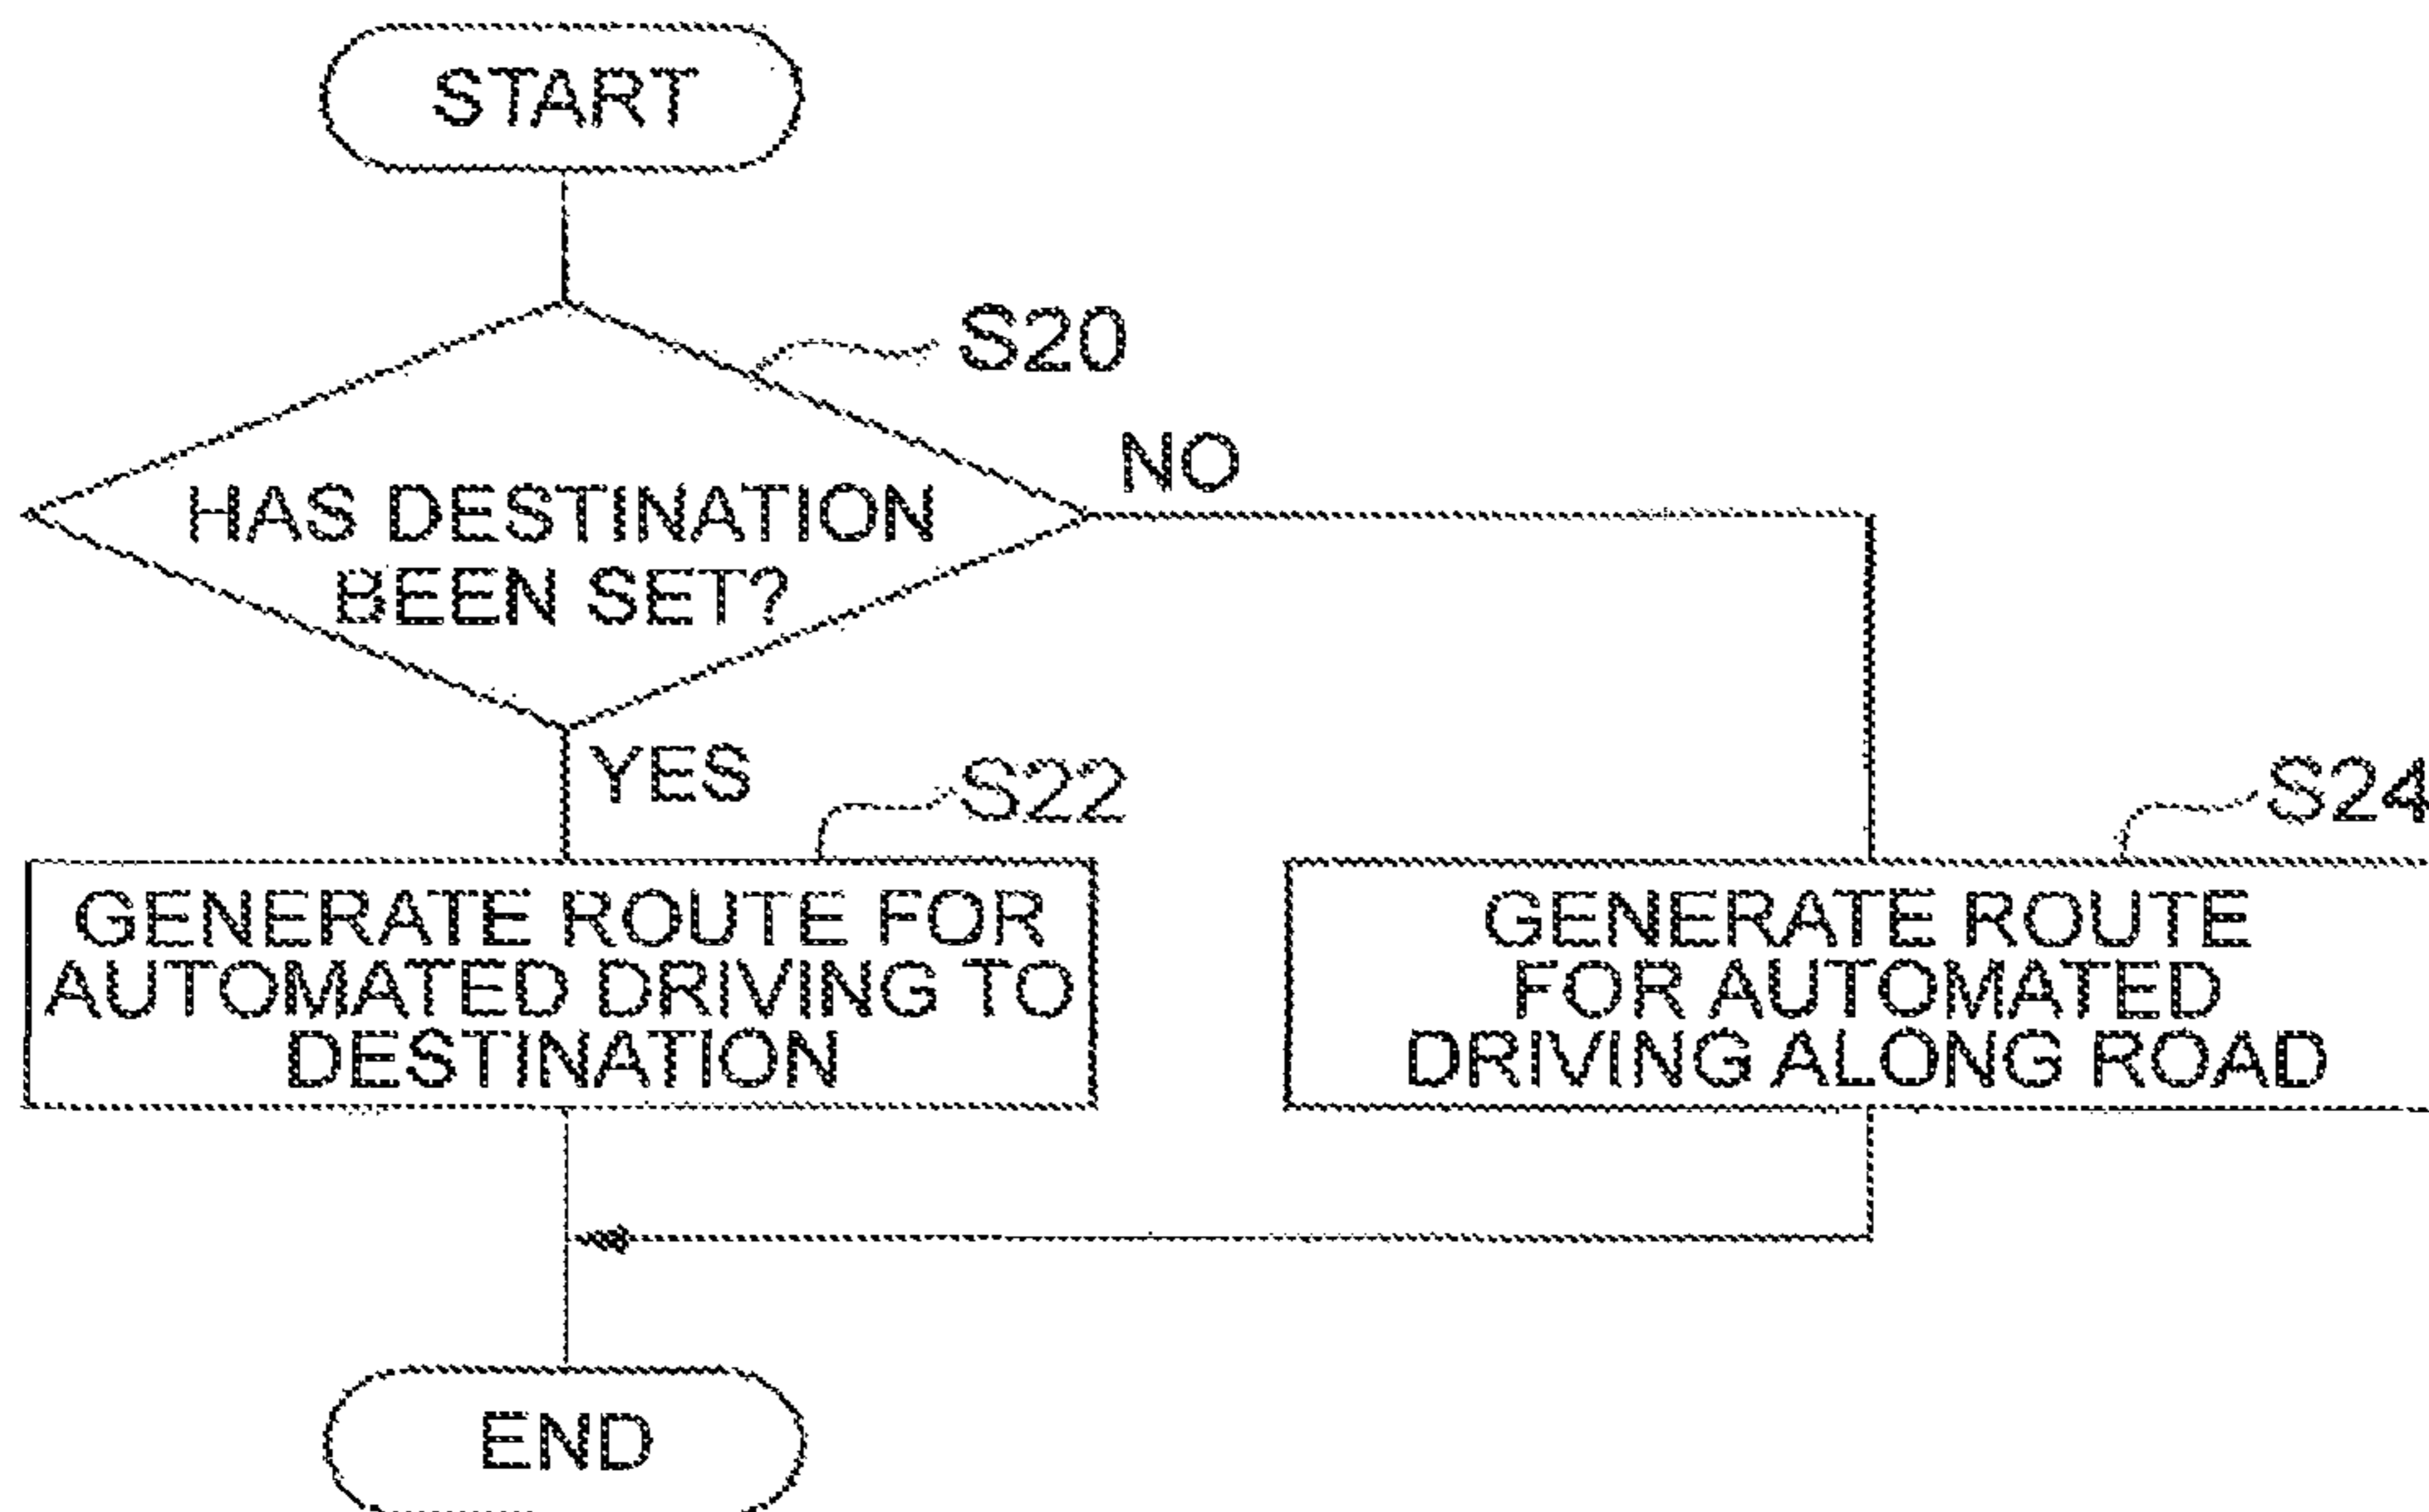 START
S20
NO
HAS DESTINATION
BEEN SET?
YES
S22
S24
GENERATE ROUTE FOR
AUTOMATED DRIVING TO
DESTINATION
GENERATE ROUTE
FOR AUTOMATED
DRIVING ALONG ROAD
END